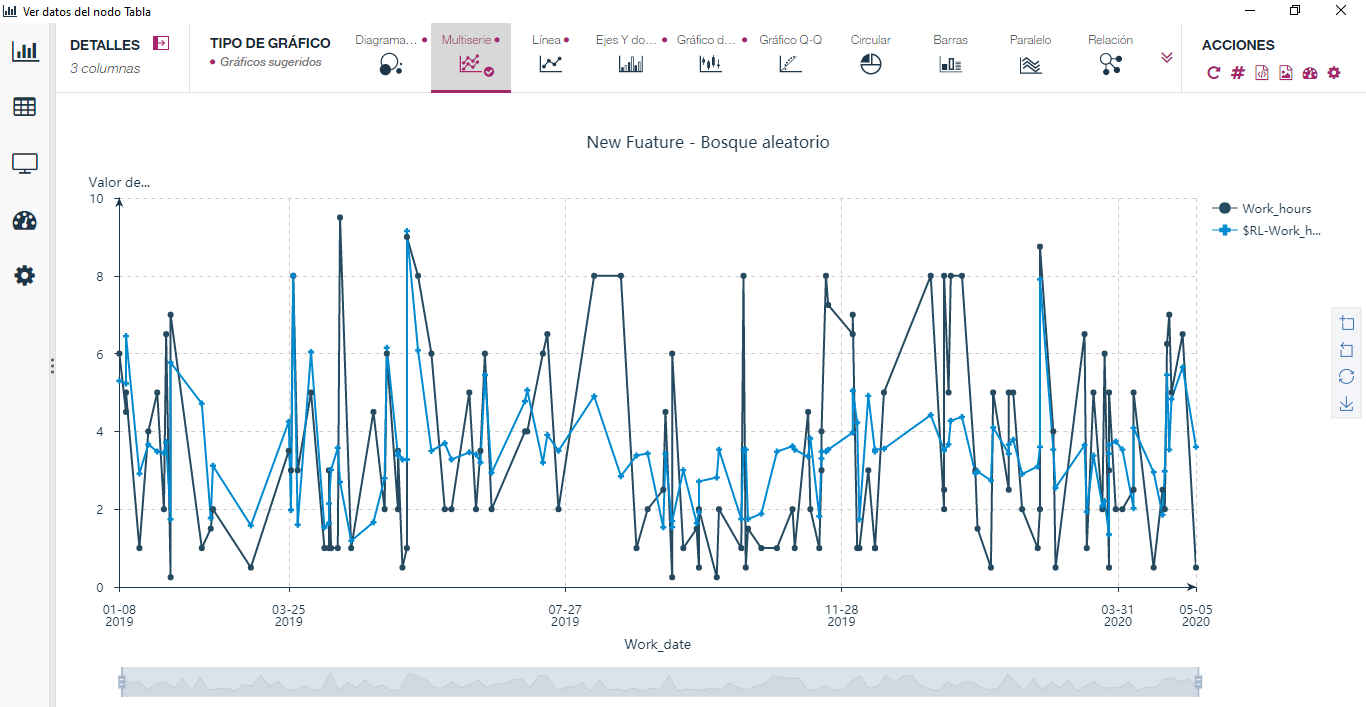 Ver datos del nodo Tabla
DETALLES
3 columnas
TIPO DE GRÁFICO
• Gráficos sugeridos
Diagrama... •
Multiserie •
Línea •
Ejes Y do... •
Gráfico d... •
Gráfico Q-Q
Circular
Barras
Paralelo
Relación
ACCIONES
New Fuature - Bosque aleatorio
Valor de...
10
8
6
4
2
0
01-08
2019
03-25
2019
07-27
2019
11-28
2019
03-31
2020
05-05
2020
Work_date
Work_hours
$RL-Work_h...